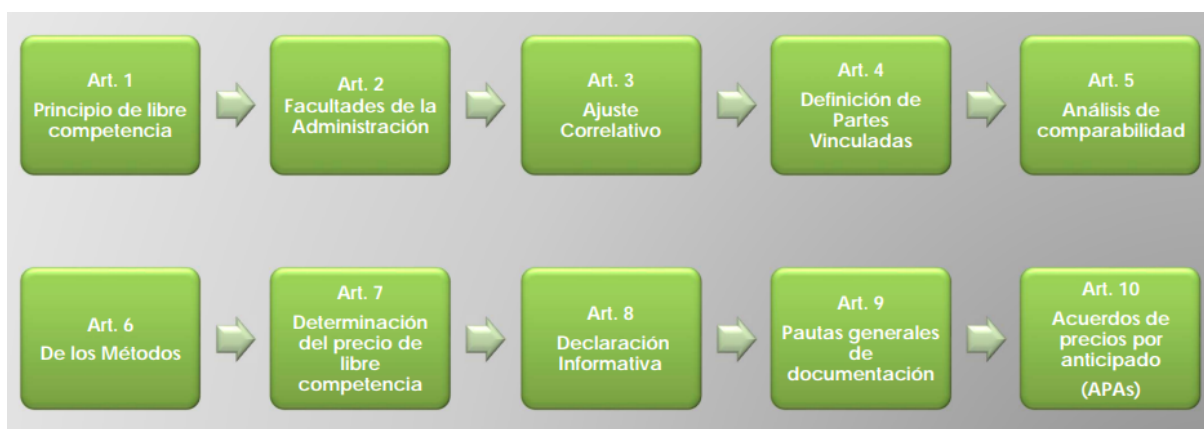 Art. 1
Principio de libre
competencia
Art. 2
Facultades de la
Administración
Art. 3
Ajuste
Correlativo
Art. 4
Definición de
Partes
Vinculadas
Art. 5
Análisis de
comparabilidad
Art. 6
De los Métodos
Art. 7
Determinación
del precio de
libre
competencia
Art. 8
Declaración
Informativa
Art. 9
Pautas generales
de
documentación
Art. 10
Acuerdos de
precios por
anticipado
(APAs)